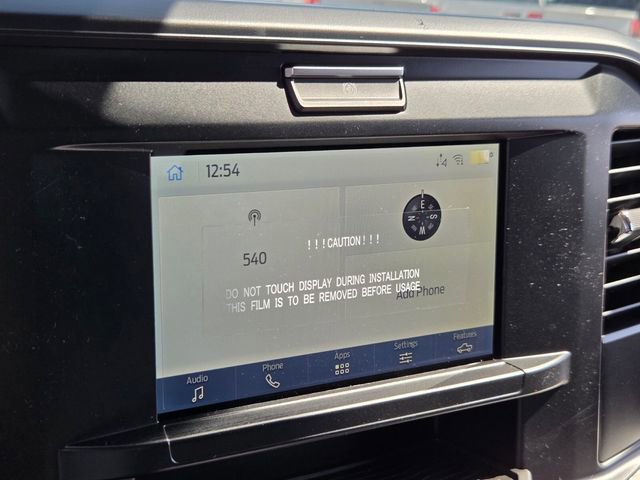 12:54
540
E
N S
W
!!!CAUTION!!!
DO NOT TOUCH DISPLAY DURING INSTALLATION
THIS FILM IS TO BE REMOVED BEFORE USAGE
Add Phone
Audio
Phone
Apps
Settings
Features